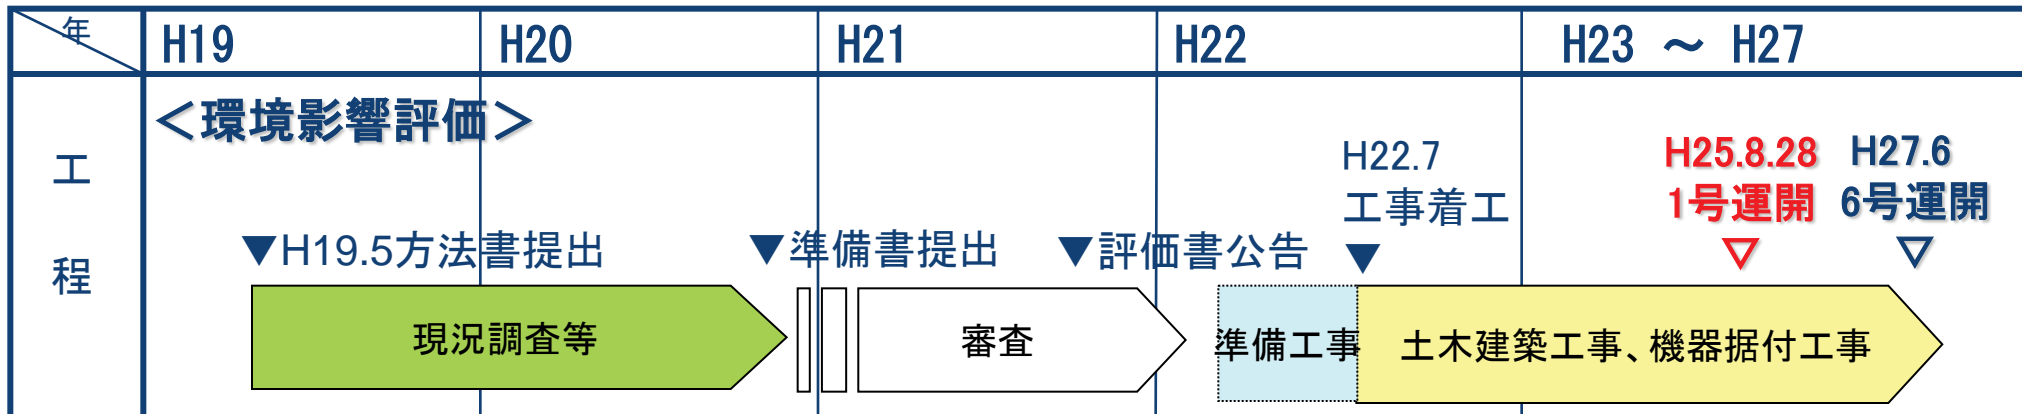 年
H19
H20
H21
H22
H23 ～ H27
工程
＜環境影響評価＞
H22.7
工事着工
▼
H25.8.28
1号運開
▽
H27.6
6号運開
▽
▼H19.5方法書提出
▼準備書提出
▼評価書公告
現況調査等
審査
準備工事
土木建築工事、機器据付工事